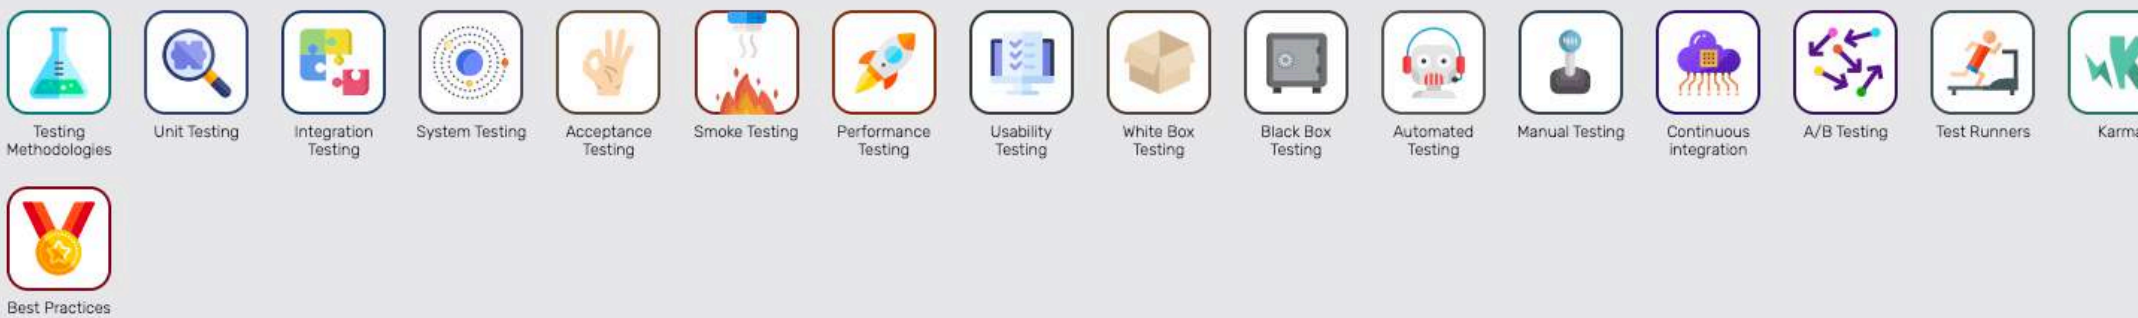 Testing
Methodologies
Unit Testing
Integration
Testing
System Testing
Acceptance
Testing
Smoke Testing
Performance
Testing
Usability
Testing
White Box
Testing
Black Box
Testing
Automated
Testing
Manual Testing
Continuous
integration
A/B Testing
Test Runners
Karma
Best Practices